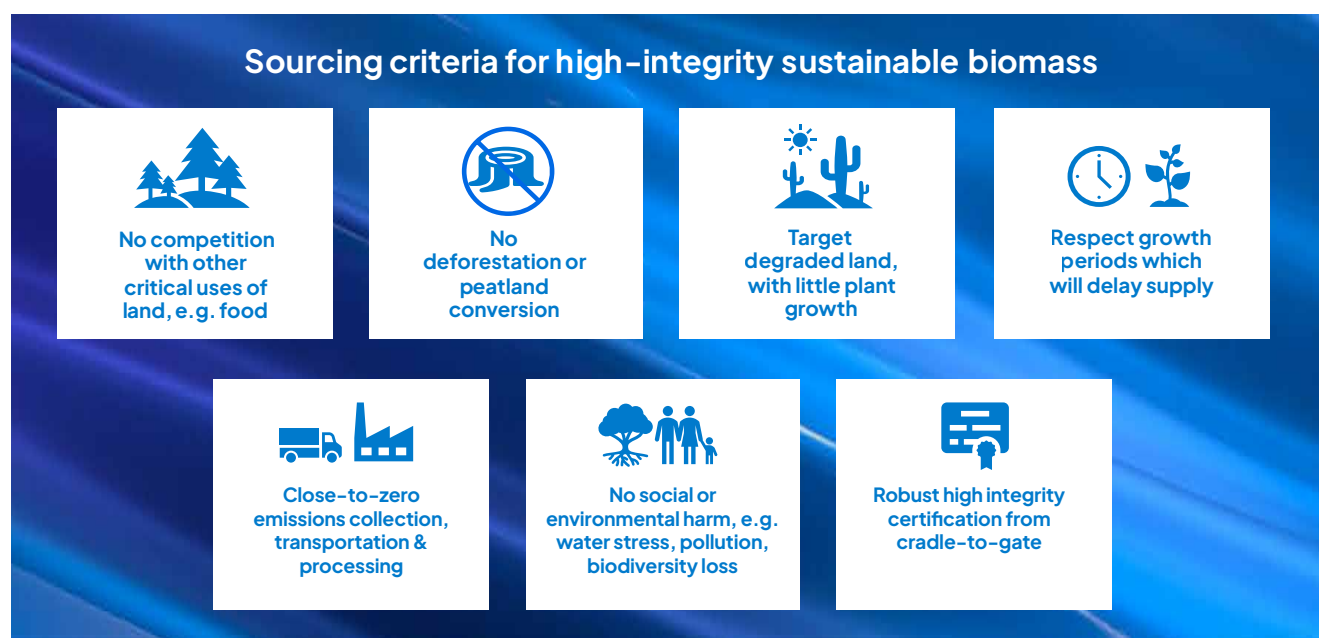 Sourcing criteria for high-integrity sustainable biomass
No competition
with other
critical uses of
land, e.g. food
No
deforestation or
peatland
conversion
Target
degraded land,
with little plant
growth
Respect growth
periods which
will delay supply
Close-to-zero
emissions collection,
transportation &
processing
No social or
environmental harm, e.g.
water stress, pollution,
biodiversity loss
Robust high integrity
certification from
cradle-to-gate